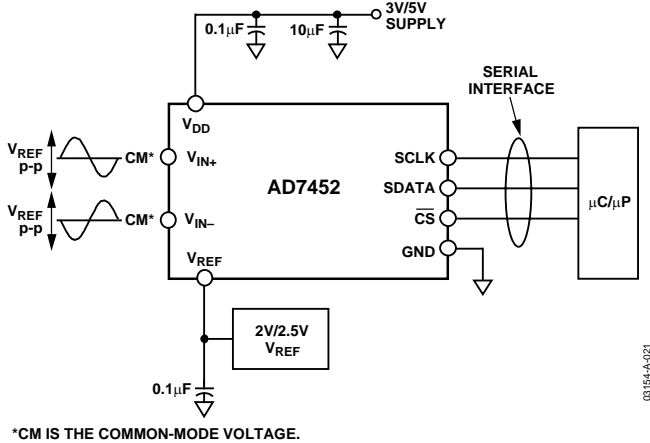 3V/5V
SUPPLY
0.1μF
10μF
SERIAL
INTERFACE
VDD
VREF
p-p
CM*
VIN+
SCLK
AD7452
SDATA
μC/μP
VREF
p-p
CM*
VIN–
CS
GND
VREF
2V/2.5V
VREF
0.1μF
03154-A-021
*CM IS THE COMMON-MODE VOLTAGE.